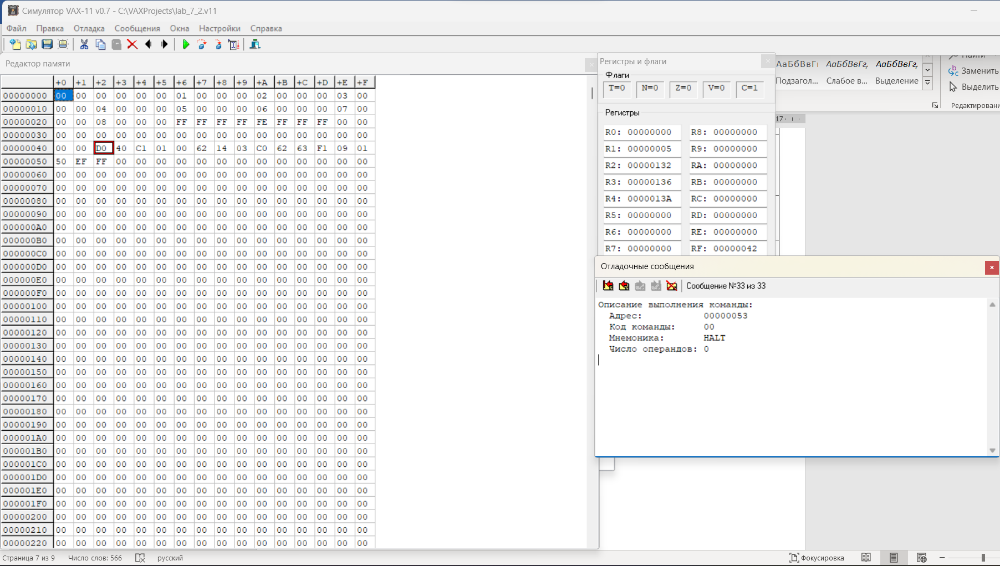 Симулятор VAX-11 v0.7 - C:\VAXProjects\lab_7_2.v11
Файл Правка Отладка Сообщения Окна Настройки Справка
Редактор памяти
+0 +1 +2 +3 +4 +5 +6 +7 +8 +9 +A +B +C +D +E +F
00000000 00 00 00 00 00 00 01 00 00 00 02 00 00 00 03 00
00000010 00 00 04 00 00 00 05 00 00 00 06 00 00 00 07 00
00000020 00 00 08 00 00 00 FF FF FF FF FE FF FF FF 00 00
00000030 00 00 00 00 00 00 00 00 00 00 00 00 00 00 00 00
00000040 00 00 D0 40 C1 01 00 62 14 03 C0 62 63 F1 09 01
00000050 50 EF FF 00 00 00 00 00 00 00 00 00 00 00 00 00
00000060 00 00 00 00 00 00 00 00 00 00 00 00 00 00 00 00
00000070 00 00 00 00 00 00 00 00 00 00 00 00 00 00 00 00
00000080 00 00 00 00 00 00 00 00 00 00 00 00 00 00 00 00
00000090 00 00 00 00 00 00 00 00 00 00 00 00 00 00 00 00
000000A0 00 00 00 00 00 00 00 00 00 00 00 00 00 00 00 00
000000B0 00 00 00 00 00 00 00 00 00 00 00 00 00 00 00 00
000000C0 00 00 00 00 00 00 00 00 00 00 00 00 00 00 00 00
000000D0 00 00 00 00 00 00 00 00 00 00 00 00 00 00 00 00
000000E0 00 00 00 00 00 00 00 00 00 00 00 00 00 00 00 00
000000F0 00 00 00 00 00 00 00 00 00 00 00 00 00 00 00 00
00000100 00 00 00 00 00 00 00 00 00 00 00 00 00 00 00 00
00000110 00 00 00 00 00 00 00 00 00 00 00 00 00 00 00 00
00000120 00 00 00 00 00 00 00 00 00 00 00 00 00 00 00 00
00000130 00 00 00 00 00 00 00 00 00 00 00 00 00 00 00 00
00000140 00 00 00 00 00 00 00 00 00 00 00 00 00 00 00 00
00000150 00 00 00 00 00 00 00 00 00 00 00 00 00 00 00 00
00000160 00 00 00 00 00 00 00 00 00 00 00 00 00 00 00 00
00000170 00 00 00 00 00 00 00 00 00 00 00 00 00 00 00 00
00000180 00 00 00 00 00 00 00 00 00 00 00 00 00 00 00 00
00000190 00 00 00 00 00 00 00 00 00 00 00 00 00 00 00 00
000001A0 00 00 00 00 00 00 00 00 00 00 00 00 00 00 00 00
000001B0 00 00 00 00 00 00 00 00 00 00 00 00 00 00 00 00
000001C0 00 00 00 00 00 00 00 00 00 00 00 00 00 00 00 00
000001D0 00 00 00 00 00 00 00 00 00 00 00 00 00 00 00 00
000001E0 00 00 00 00 00 00 00 00 00 00 00 00 00 00 00 00
000001F0 00 00 00 00 00 00 00 00 00 00 00 00 00 00 00 00
00000200 00 00 00 00 00 00 00 00 00 00 00 00 00 00 00 00
00000210 00 00 00 00 00 00 00 00 00 00 00 00 00 00 00 00
00000220 00 00 00 00 00 00 00 00 00 00 00 00 00 00 00 00
Регистры и флаги
Флаги
T=0 N=0 Z=0 V=0 C=1
Регистры
R0: 00000000 R8: 00000000
R1: 00000005 R9: 00000000
R2: 00000132 RA: 00000000
R3: 00000136 RB: 00000000
R4: 0000013A RC: 00000000
R5: 00000000 RD: 00000000
R6: 00000000 RE: 00000000
R7: 00000000 RF: 00000042
Найти
АаБбВвГг, АаБбВвГг,
Заменить
Подзагол... Слабое в... Выделение
Выделить
17
Отладочные сообщения
Сообщение №33 из 33
Описание выполнения команды:
Адрес: 00000053
Код команды: 00
Мнемоника: HALT
Число операндов: 0
Страница 7 из 9 Число слов: 566 русский
Фокусировка